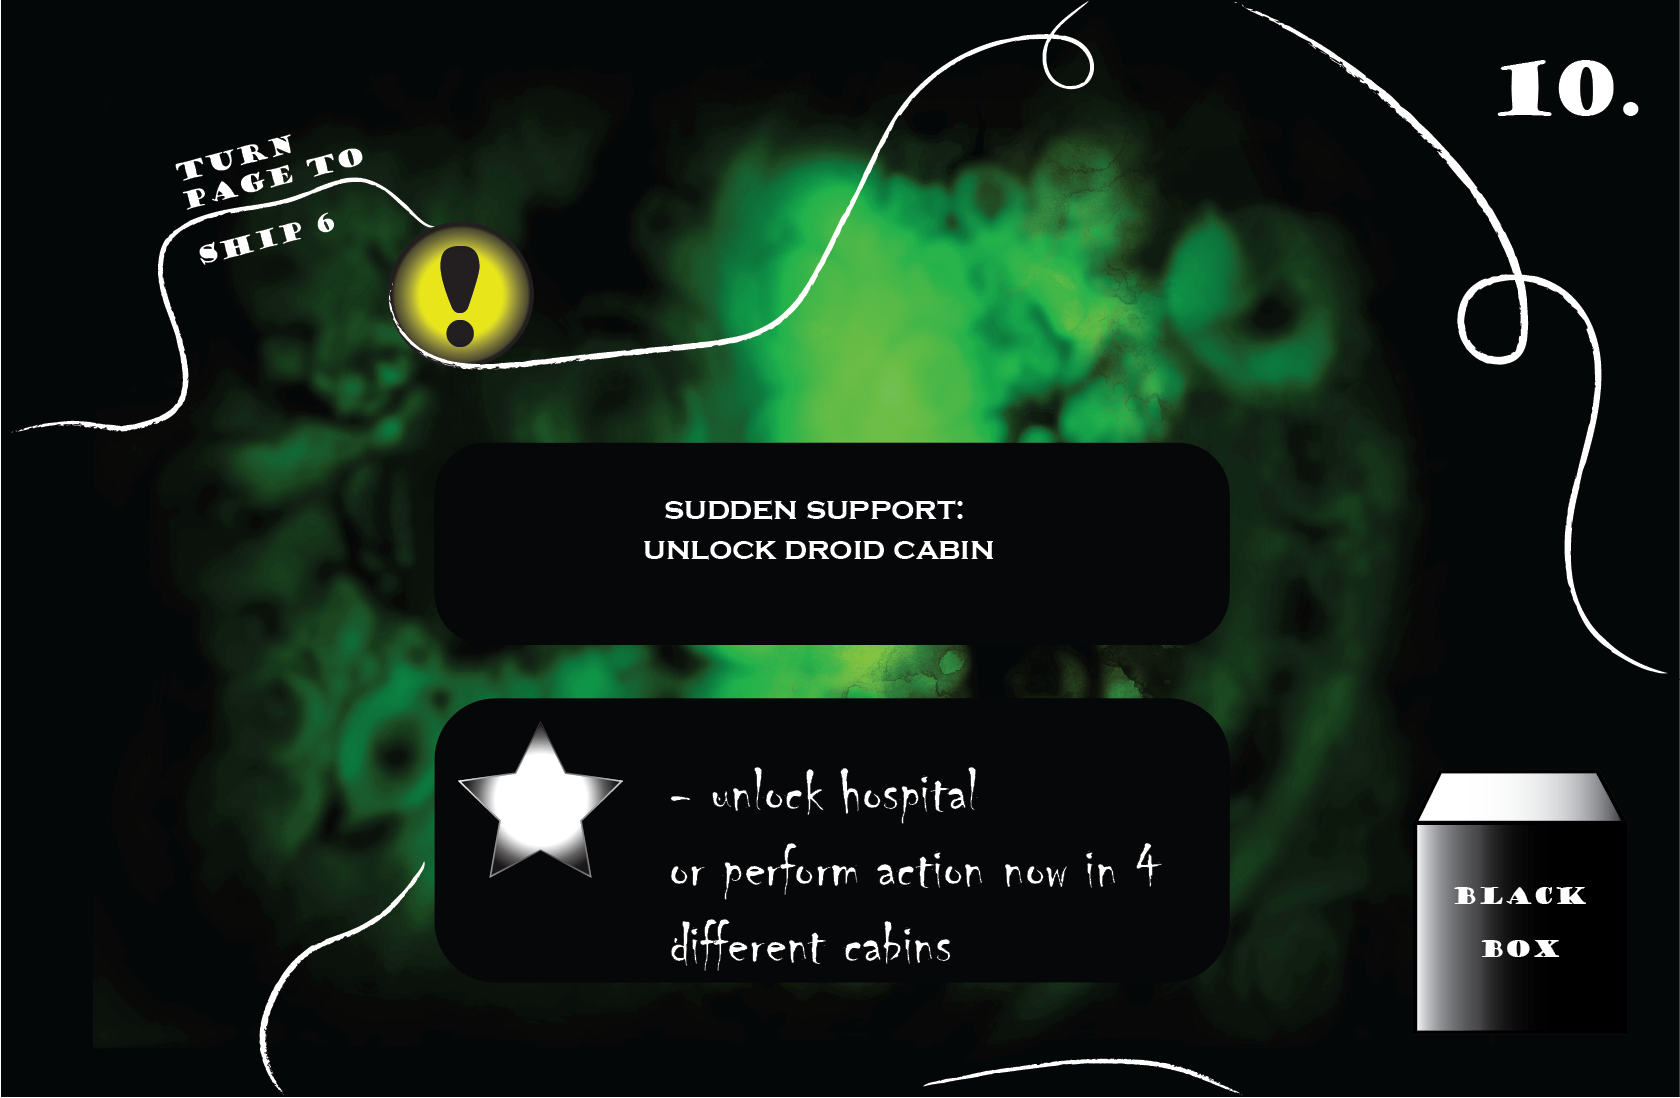 10.
TURN
PAGE TO
SHIP 6
!
SUDDEN SUPPORT:
UNLOCK DROID CABIN
- unlock hospital
or perform action now in 4
different cabins
BLACK
BOX